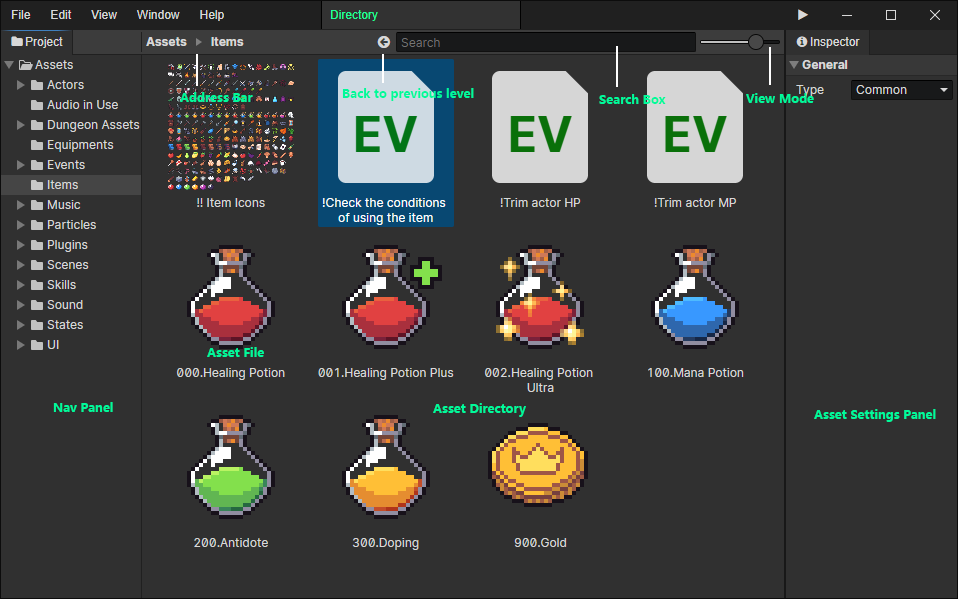 File Edit View Window Help Directory
Project
Assets Items
Search
Inspector
Assets
Actors
Audio in Use
Dungeon Assets
Equipments
Events
Items
Music
Particles
Plugins
Scenes
Skills
Sound
States
UI
Address Bar
Back to previous level
Search Box
View Mode
General
Type Common
EV
EV
EV
!! Item Icons
!Check the conditions
of using the item
!Trim actor HP
!Trim actor MP
Asset File
000.Healing Potion
001.Healing Potion Plus
002.Healing Potion
Ultra
100.Mana Potion
Nav Panel
Asset Directory
Asset Settings Panel
200.Antidote
300.Doping
900.Gold